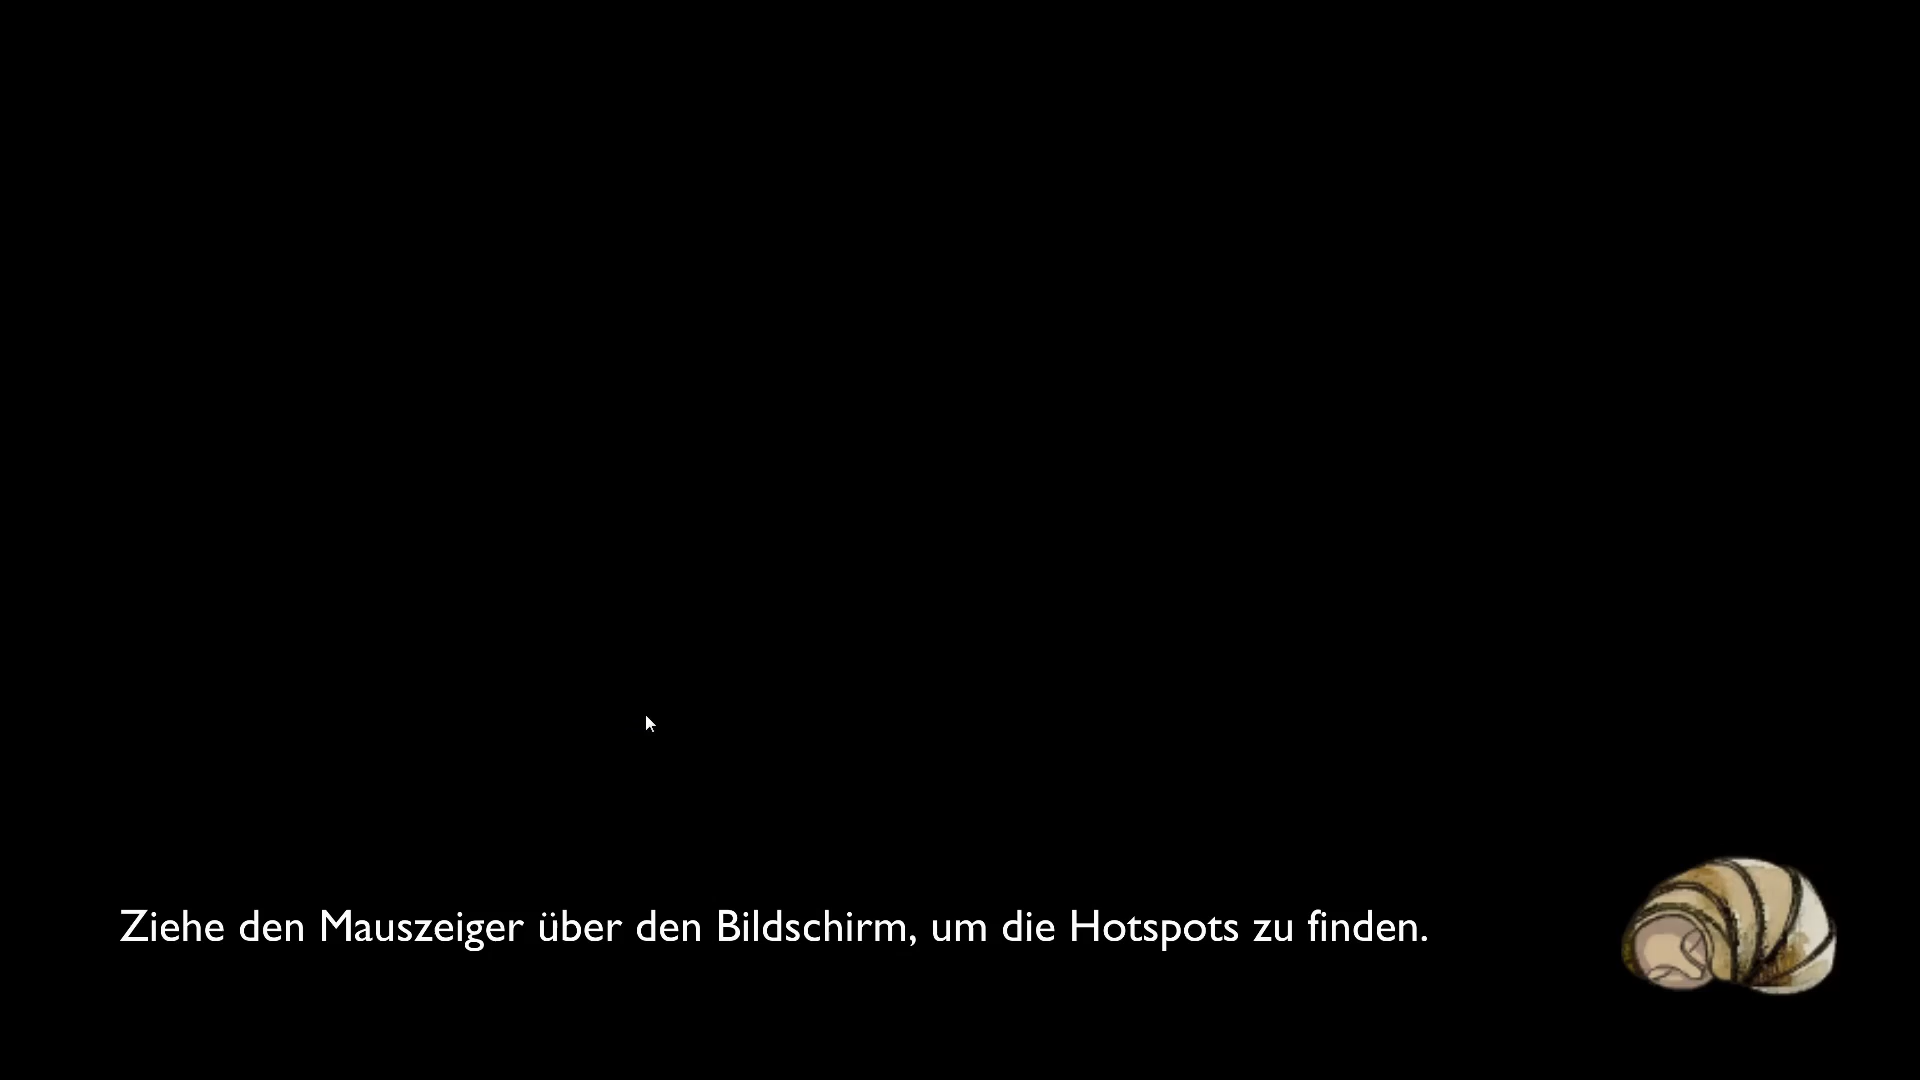 Ziehe den Mauszeiger über den Bildschirm, um die Hotspots zu finden.